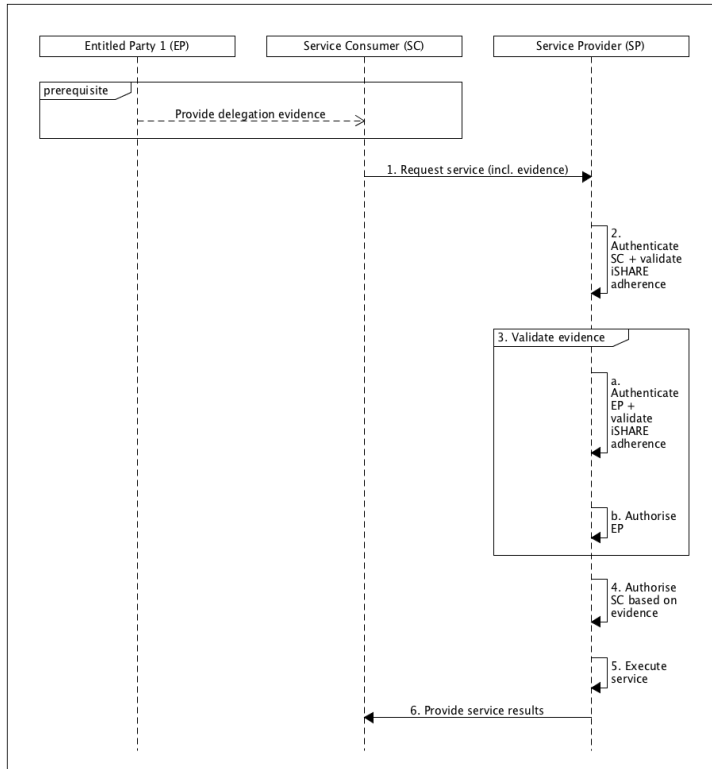 Entitled Party 1 (EP)
Service Consumer (SC)
Service Provider (SP)
prerequisite
Provide delegation evidence
1. Request service (incl. evidence)
2.
Authenticate
SC + validate
iSHARE
adherence
3. Validate evidence
a.
Authenticate
EP +
validate
iSHARE
adherence
b. Authorise
EP
4. Authorise
SC based on
evidence
5. Execute
service
6. Provide service results